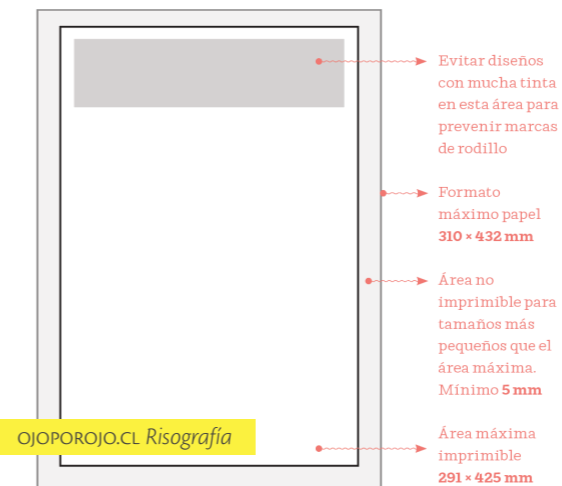 Evitar diseños
con mucha tinta
en esta área para
prevenir marcas
de rodillo
Formato
máximo papel
310 × 432 mm
Área no
imprimible para
tamaños más
pequeños que el
área máxima.
Mínimo 5 mm
OJOPOROJO.CL Risografía
Área máxima
imprimible
291 × 425 mm